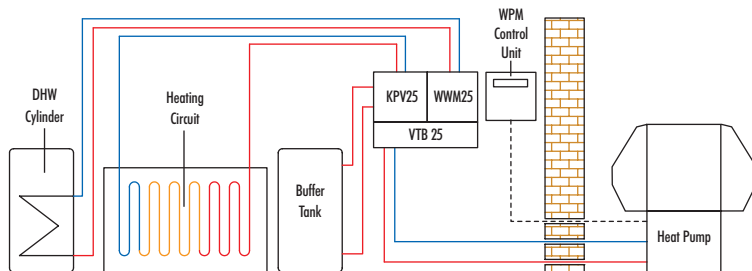 WPM
Control
Unit
DHW
Cylinder
Heating
Circuit
KPV25
WWM25
VTB 25
Buffer
Tank
Heat Pump